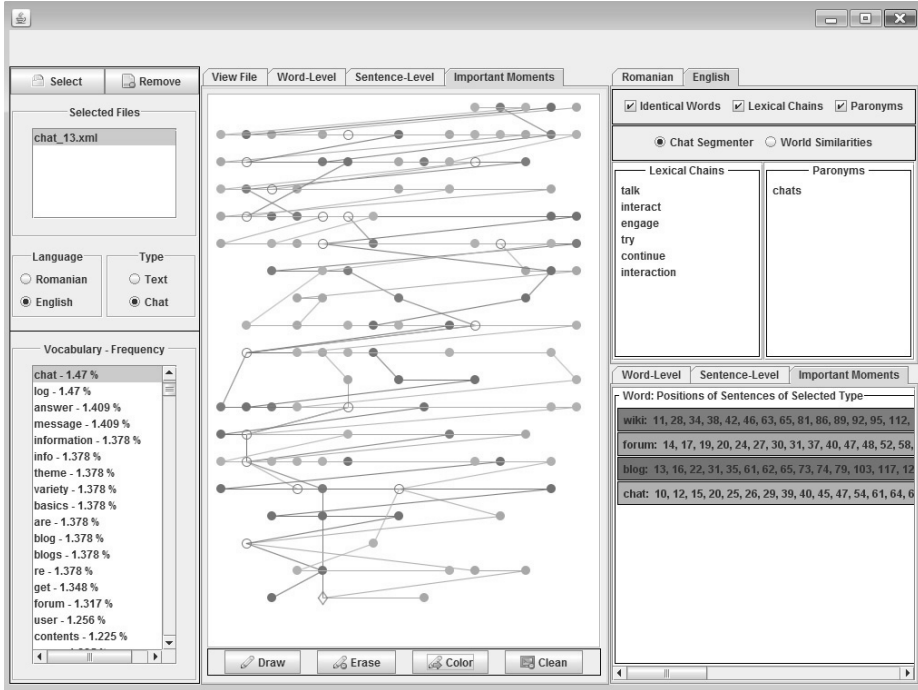 Select Remove
Selected Files
chat_13.xml
Language Type
Romanian Text
English Chat
Vocabulary - Frequency
chat - 1.47 %
log - 1.47 %
answer - 1.409 %
message - 1.409 %
information - 1.378 %
info - 1.378 %
theme - 1.378 %
variety - 1.378 %
basics - 1.378 %
are - 1.378 %
blog - 1.378 %
blogs - 1.378 %
re - 1.378 %
get - 1.348 %
forum - 1.317 %
user - 1.256 %
contents - 1.225 %
View File Word-Level Sentence-Level Important Moments
Draw Erase Color Clean
Romanian English
Identical Words Lexical Chains Paronyms
Chat Segmenter World Similarities
Lexical Chains Paronyms
talk chats
interact
engage
try
continue
interaction
Word-Level Sentence-Level Important Moments
Word: Positions of Sentences of Selected Type
wiki: 11, 28, 34, 38, 42, 46, 63, 65, 81, 86, 89, 92, 95, 112,
forum: 14, 17, 19, 20, 24, 27, 30, 31, 37, 40, 47, 48, 52, 58,
blog: 13, 16, 22, 31, 35, 61, 62, 65, 73, 74, 79, 103, 117, 12
chat: 10, 12, 15, 20, 25, 26, 29, 39, 40, 45, 47, 54, 61, 64, 6